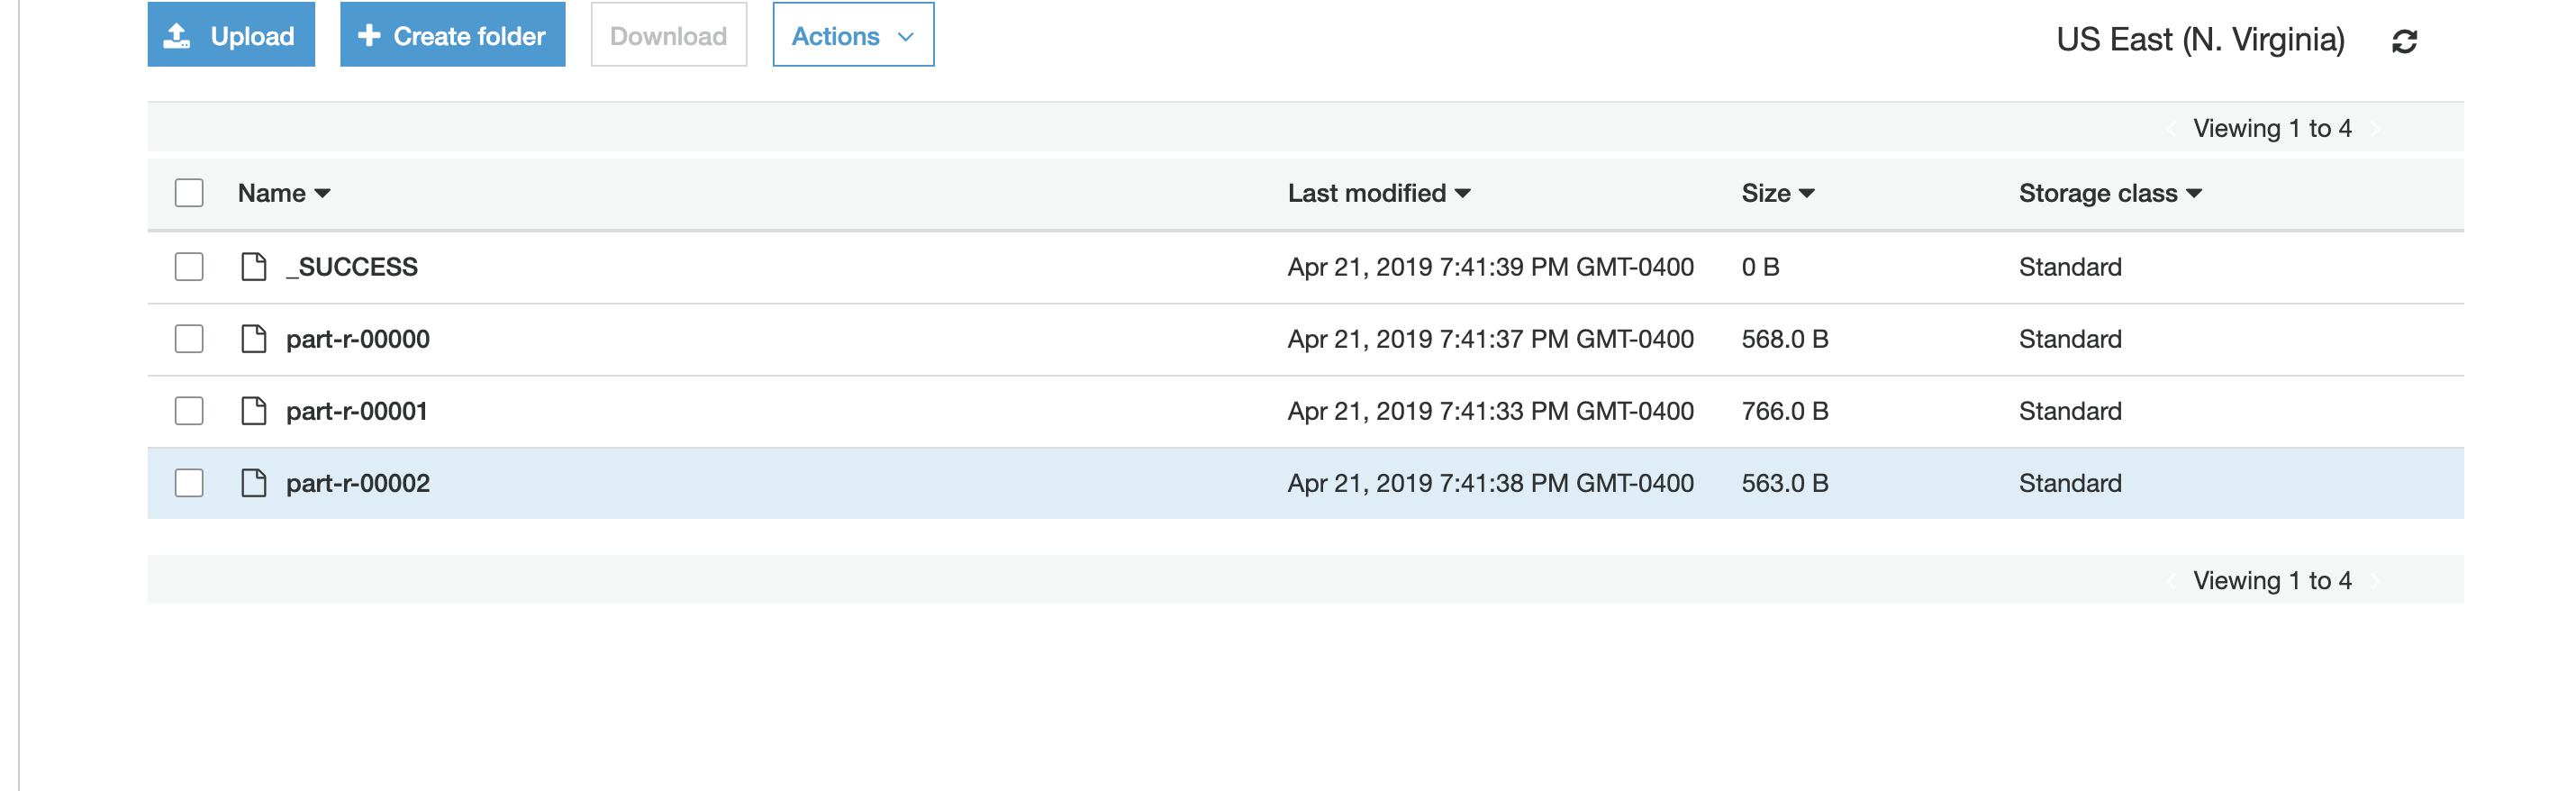 Upload Create folder Download Actions US East (N. Virginia)
Viewing 1 to 4
Name Last modified Size Storage class
_SUCCESS Apr 21, 2019 7:41:39 PM GMT-0400 0 B Standard
part-r-00000 Apr 21, 2019 7:41:37 PM GMT-0400 568.0 B Standard
part-r-00001 Apr 21, 2019 7:41:33 PM GMT-0400 766.0 B Standard
part-r-00002 Apr 21, 2019 7:41:38 PM GMT-0400 563.0 B Standard
Viewing 1 to 4